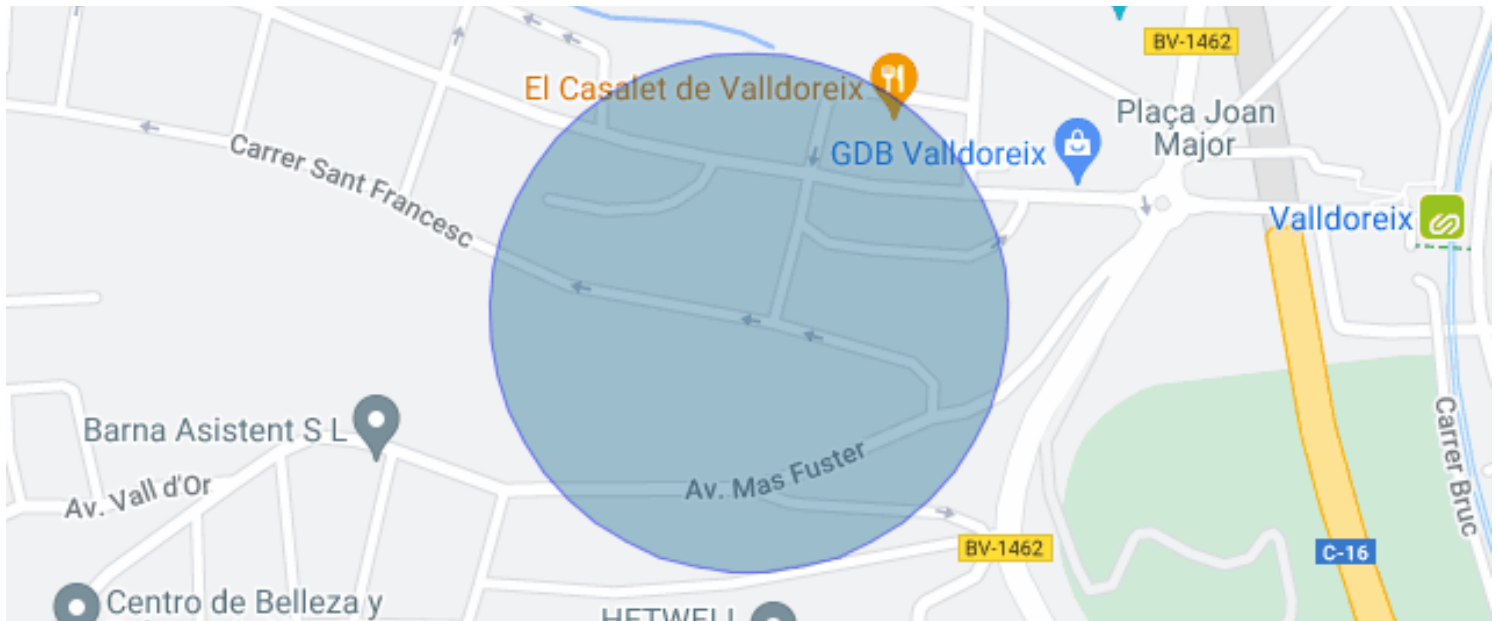 BV-1462
El Casalet de Valldoreix
Plaça Joan
Major
GDB Valldoreix
Carrer Sant Francesc
Valldoreix
Barna Asistent S L
Av. Vall d'Or
Av. Mas Fuster
Carrer Bruc
BV-1462
C-16
Centro de Belleza y
HETWELL